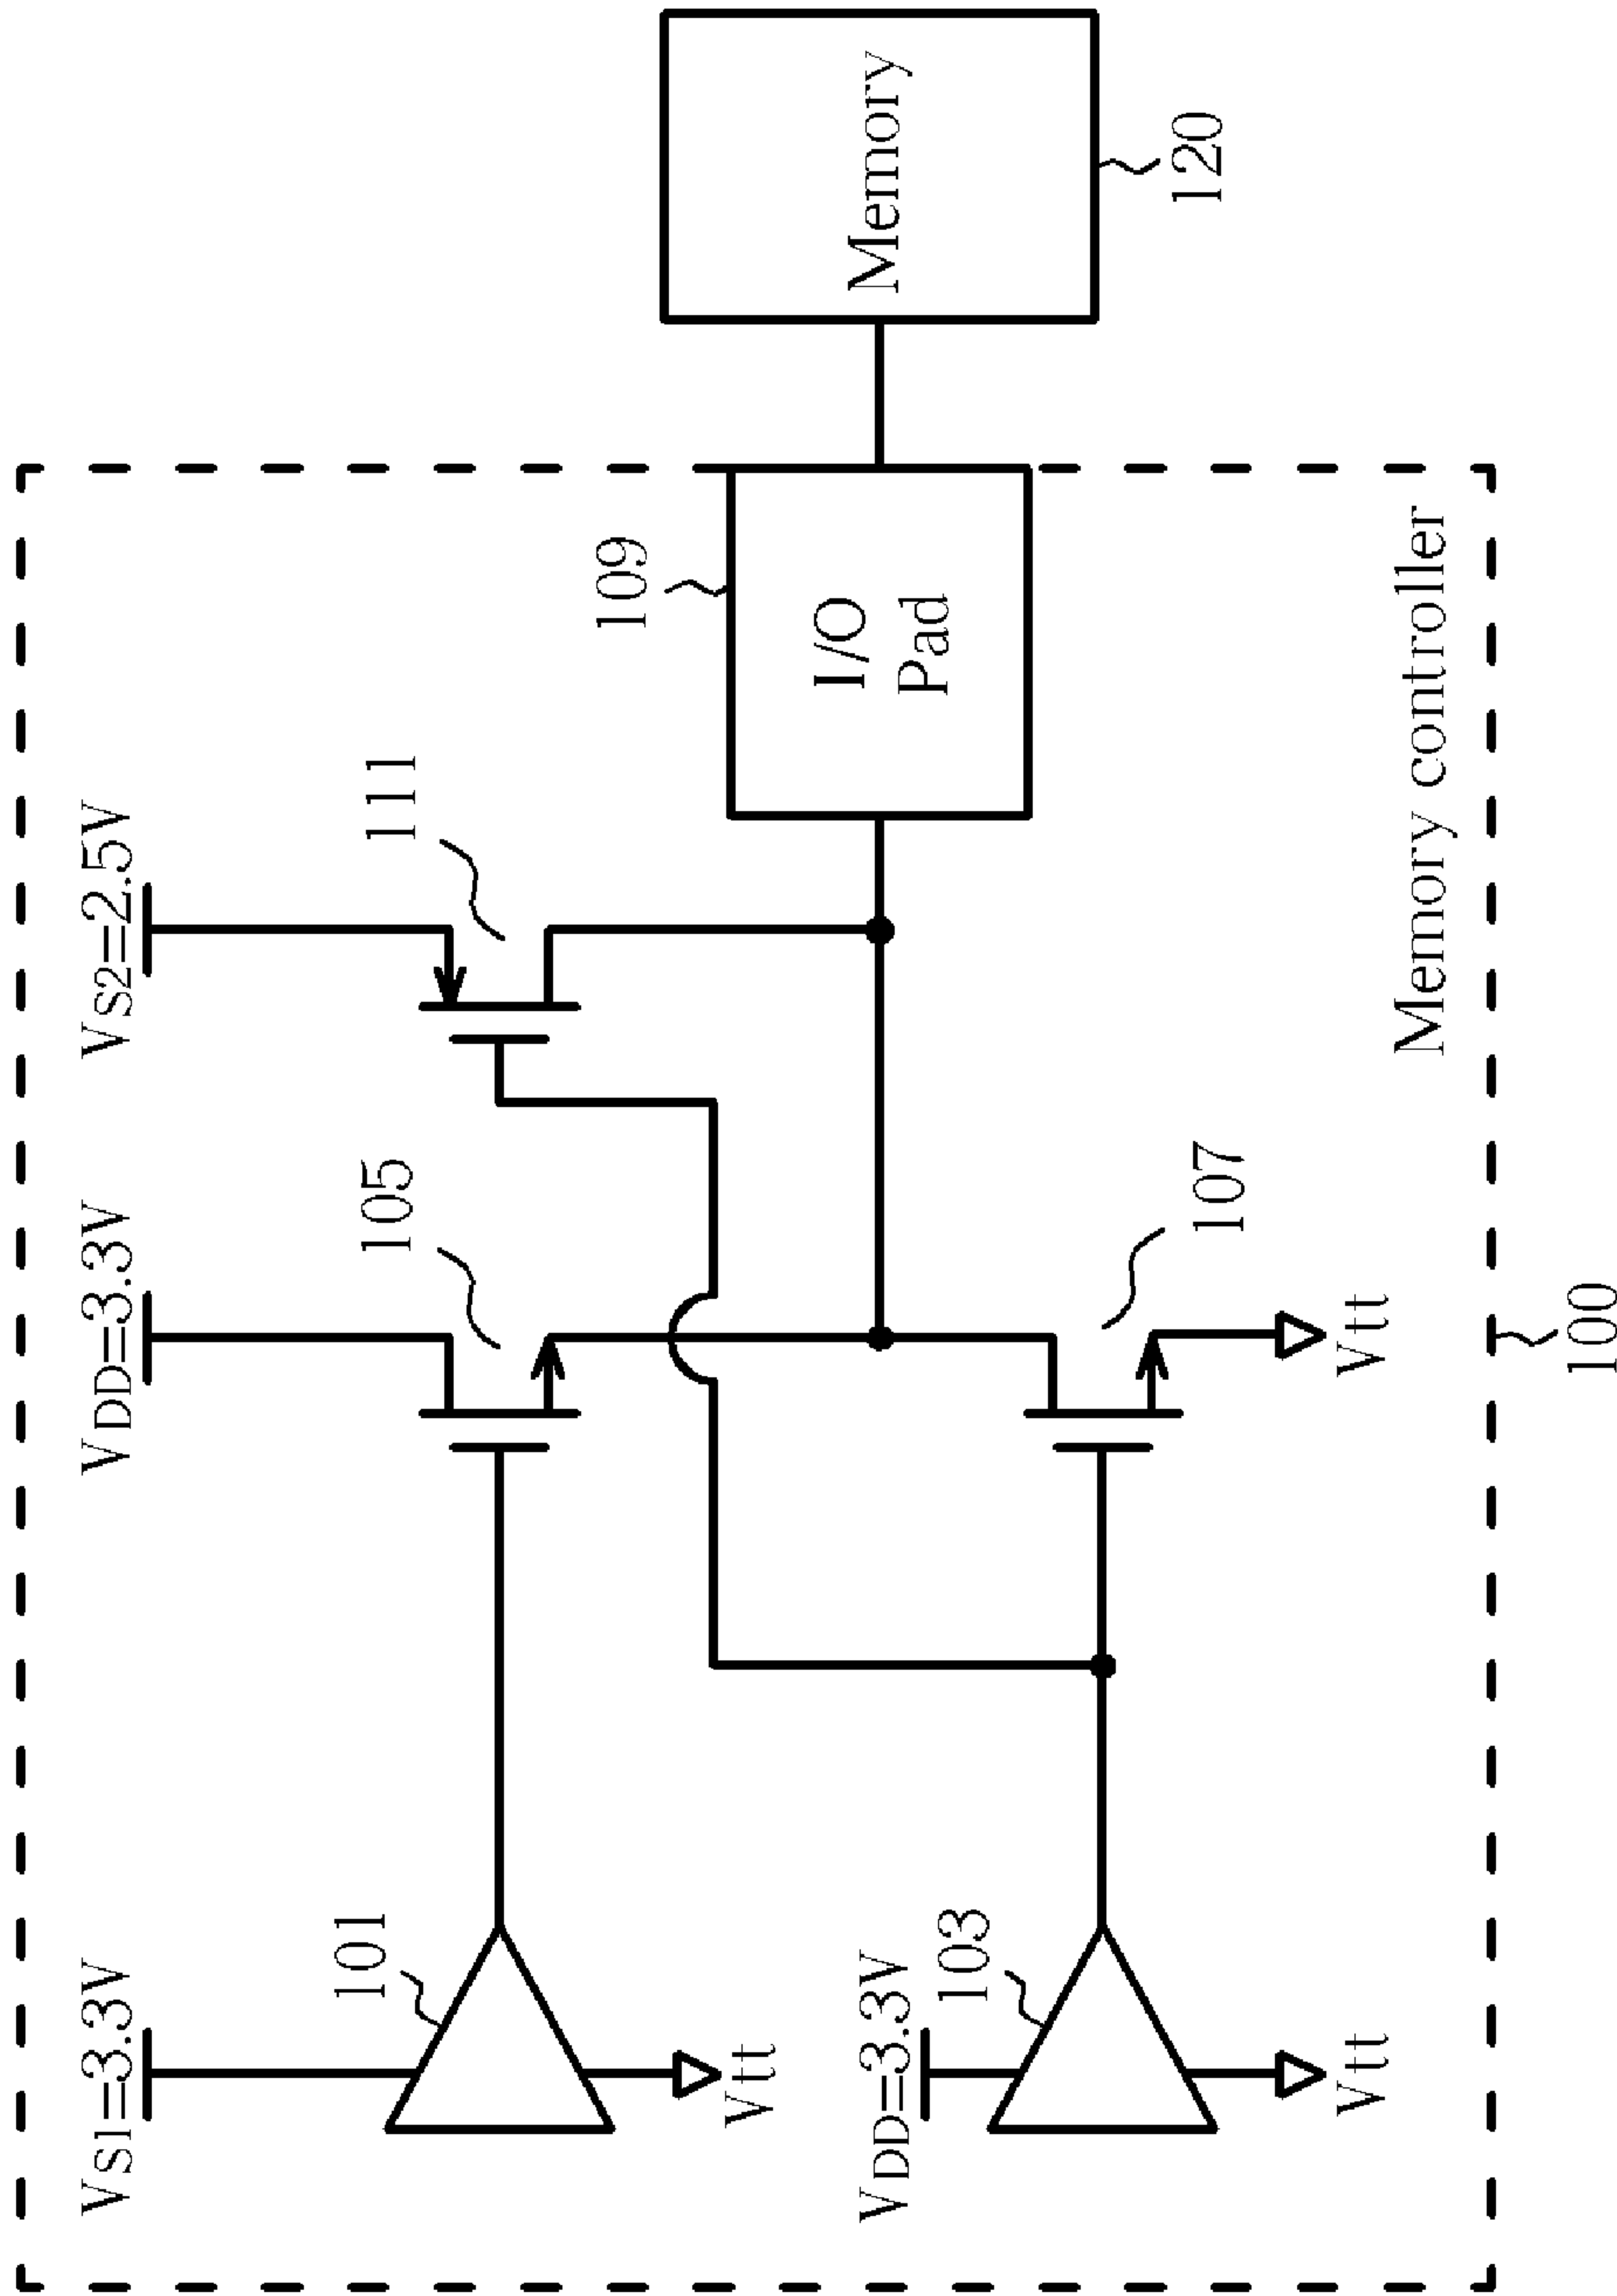 VS1=3.3V
VDD=3.3V
VS2=2.5V
101
105
111
Vtt
109
I/O
Pad
Memory
120
VDD=3.3V
103
107
Vtt
Vtt
Memory controller
100